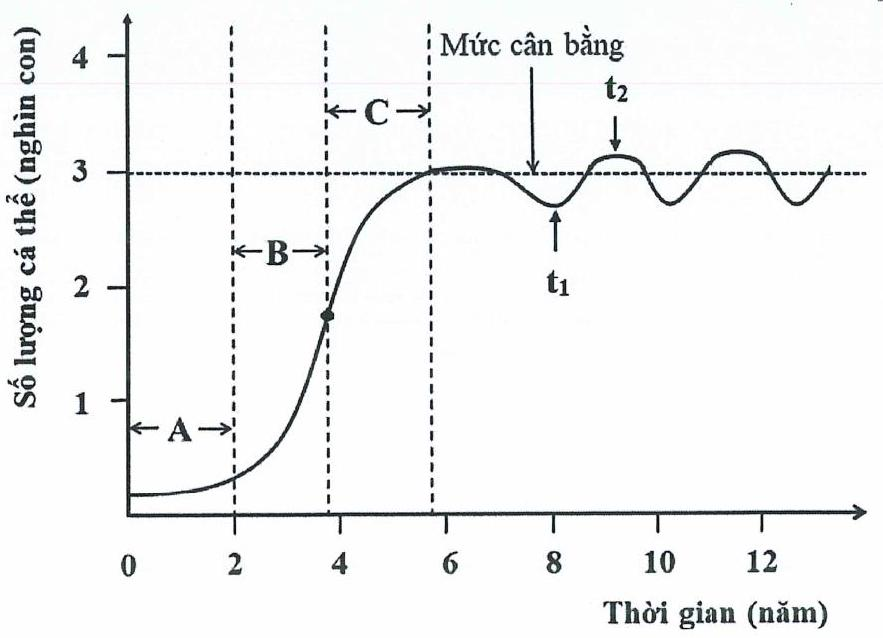 Số lượng cá thể (nghìn con)
4
3
2
1
Mức cân bằng
t₂
C
B
t₁
A
0 2 4 6 8 10 12
Thời gian (năm)